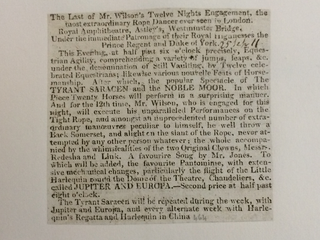 The Last of Mr. Wilson's Twelve Nights Engagement, the
most extraordinary Rope Dancer ever seen in London.
Royal Amphitheatre, Astley's, Westminster Bridge,
Under the immediate Patronage of their Royal Highnesses the
Prince Regent and Duke of York.
This Evening, at half past six o'clock precisely, Eques-
trian Agility, comprehending a variety of jumps, leaps, &c.
under the denomination of Still Vaulting, by Twelve cele-
brated Equestrians; likewise various nouvelle Feats of Horse-
manship. After which, the popular Spectacle of The
TYRANT SARACEN and the NOBLE MOOR. In which
Piece Twenty Horses will perform in a surprising manner.
And for the 12th time, Mr. Wilson, who is engaged for this
night, will execute his unparalleled Performances on the
Tight Rope, and amongst an unprecedented number of extra-
ordinary manœuvres peculiar to himself, he will throw a
Back Somerset, and alight on the slant of the Rope, never at-
tempted by any other person whatever; the whole accompa-
nied by the whimsicalities of the two Original Clowns, Messrs.
Redesha and Link. A favourite Song by Mr. Jones. To
which will be added, the favourite Pantomime, with exten-
sive mechanical changes, particularly the flight of the Little
Harlequin round the Dome of the Theatre, Chandeliers, &c.
called JUPITER AND EUROPA.—Second price at half past
eight o'clock.
The Tyrant Saracen will be repeated during the week, with
Jupiter and Europa, and every alternate week with Harle-
quin's Regatta and Harlequin in China